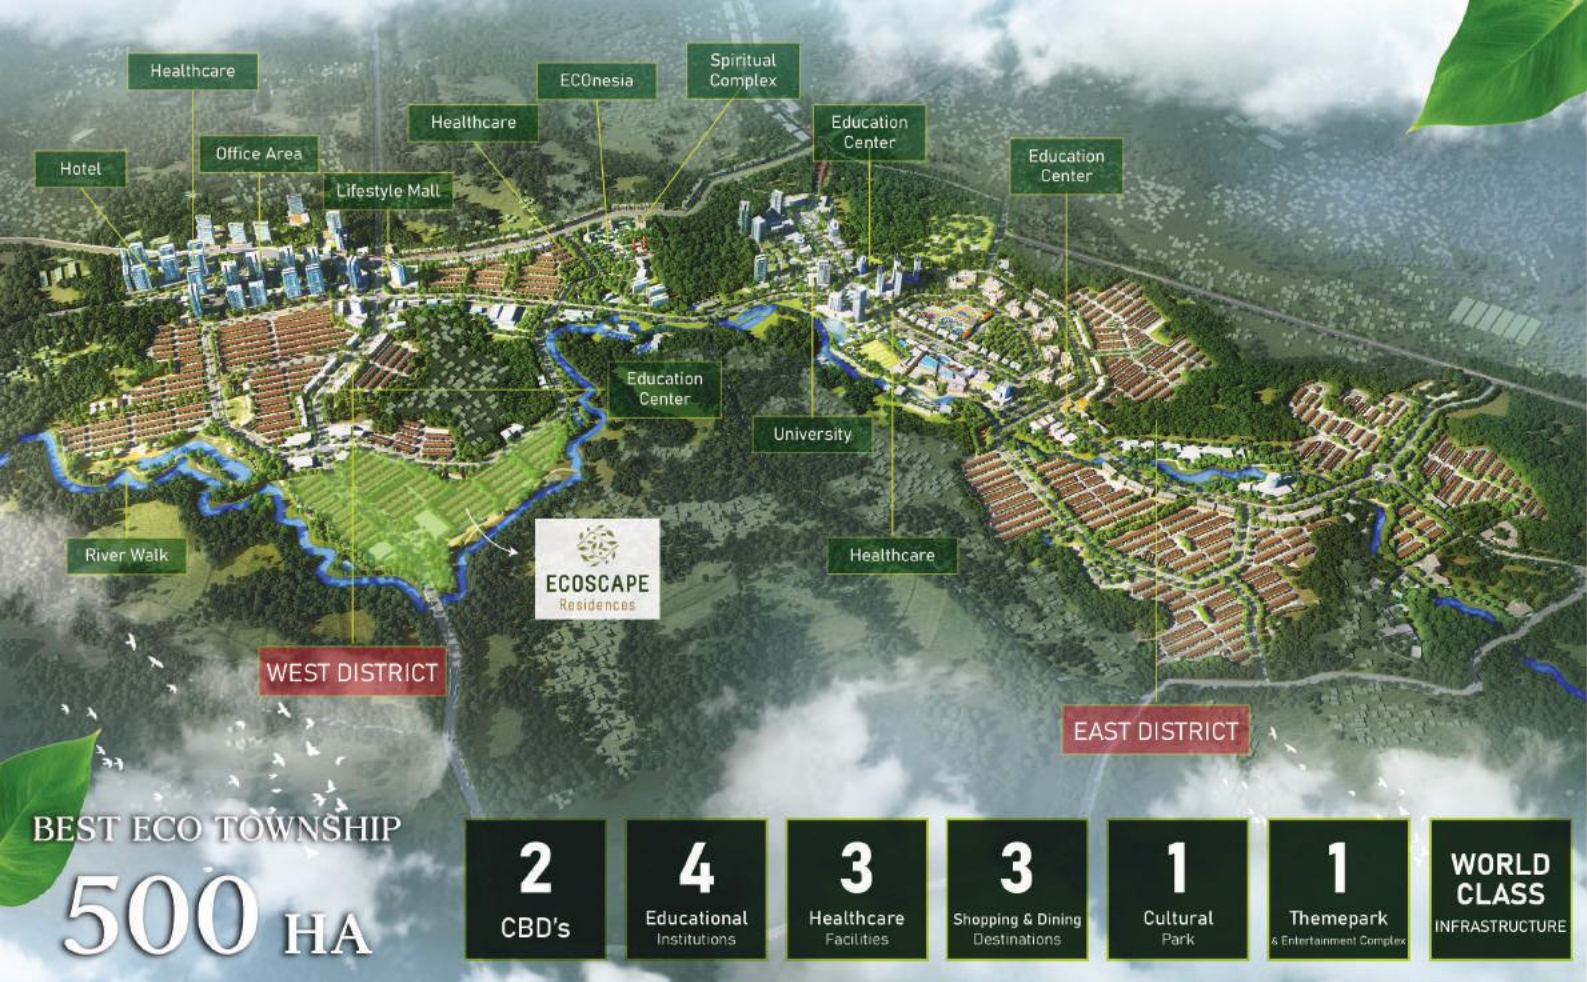 Healthcare
Spiritual
Complex
ECOnesia
Healthcare
Education
Center
Office Area
Education
Center
Hotel
Lifestyle Mall
Education
Center
University
River Walk
Healthcare
ECOSCAPE
Residences
WEST DISTRICT
EAST DISTRICT
BEST ECO TOWNSHIP
500 HA
2
CBD's
4
Educational
Institutions
3
Healthcare
Facilities
3
Shopping & Dining
Destinations
1
Cultural
Park
1
Themepark
& Entertainment Complex
WORLD
CLASS
INFRASTRUCTURE